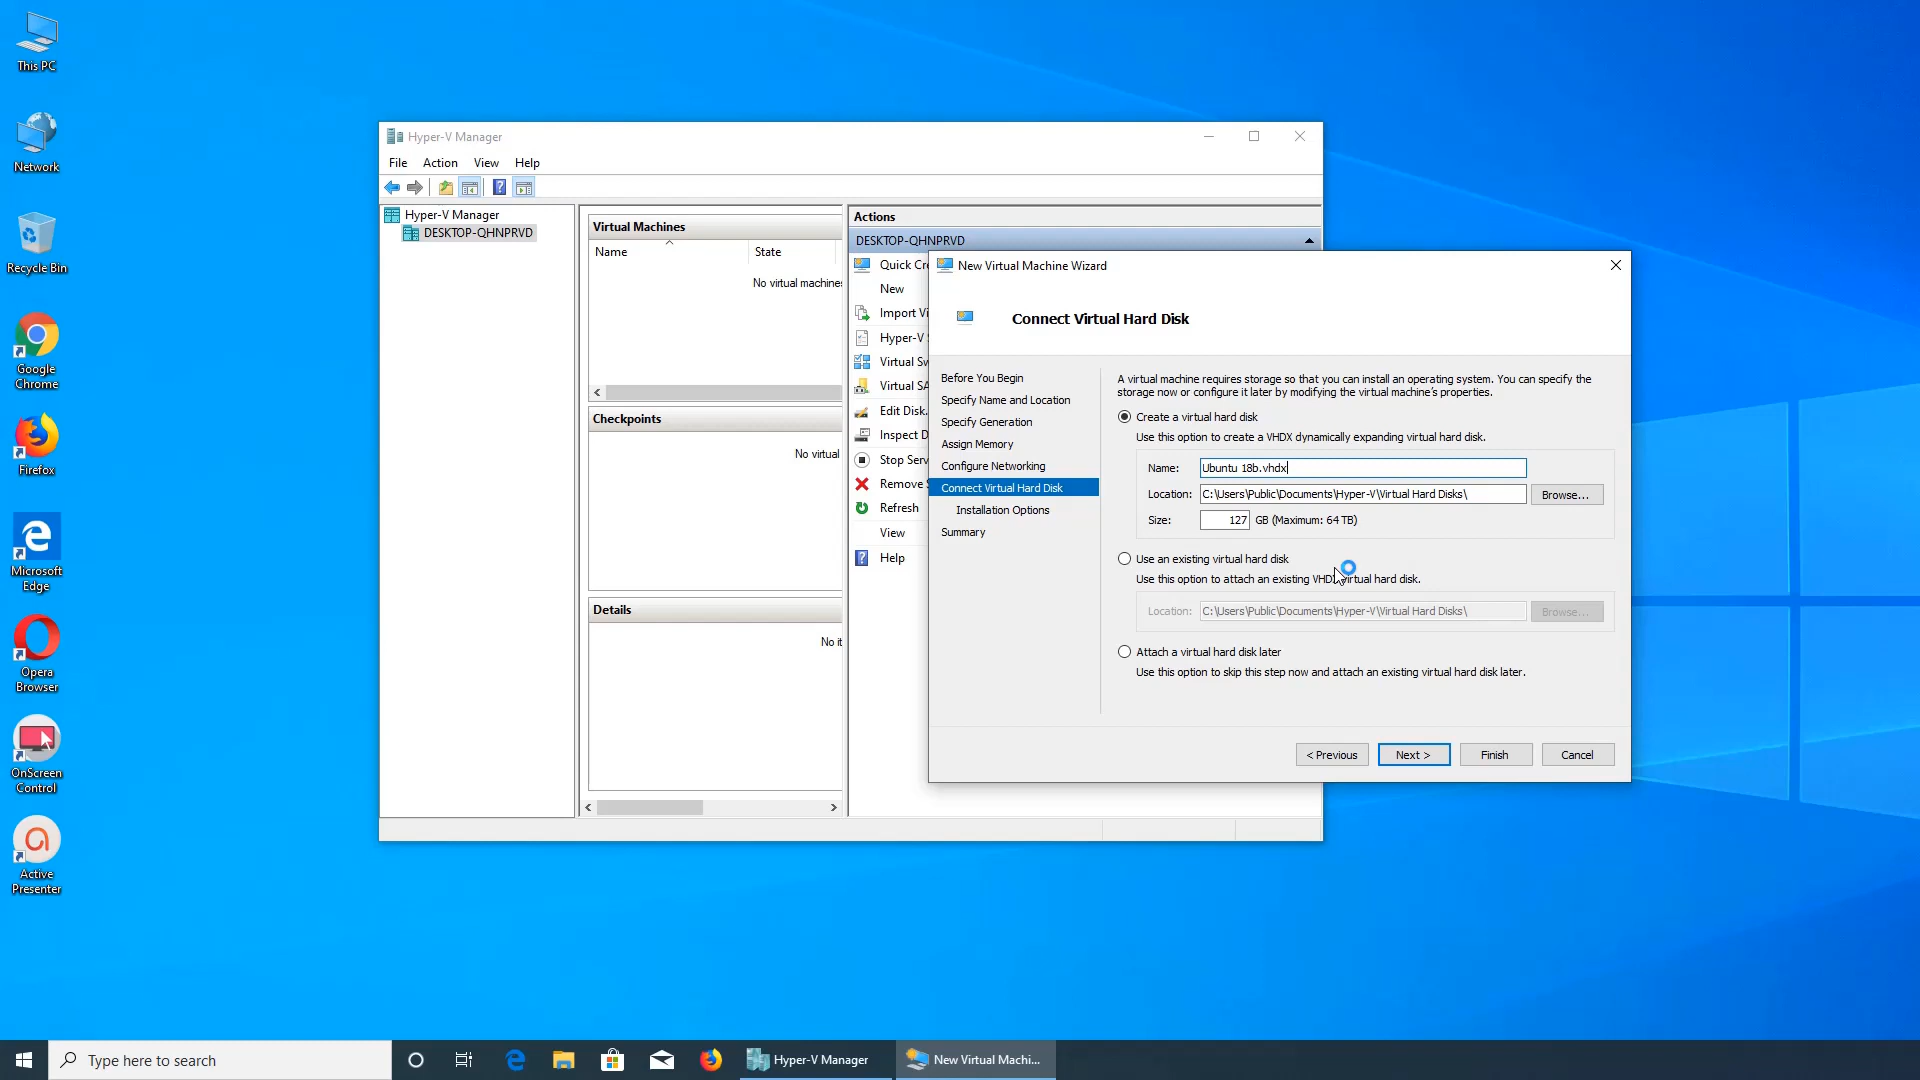 This PC
Network
Recycle Bin
Google
Chrome
Firefox
Microsoft
Edge
Opera
Browser
OnScreen
Control
Active
Presenter
Hyper-V Manager
File Action View Help
Hyper-V Manager
DESKTOP-QHNPRVD
Virtual Machines
Name State
No virtual machines
Checkpoints
No virtual
Details
No it
Actions
DESKTOP-QHNPRVD
Quick Cre
New
Import Vi
Hyper-V S
Virtual Sw
Virtual SA
Edit Disk.
Inspect D
Stop Serv
Remove S
Refresh
View
Help
New Virtual Machine Wizard
Connect Virtual Hard Disk
Before You Begin
Specify Name and Location
Specify Generation
Assign Memory
Configure Networking
Connect Virtual Hard Disk
Installation Options
Summary
A virtual machine requires storage so that you can install an operating system. You can specify the
storage now or configure it later by modifying the virtual machine's properties.
Create a virtual hard disk
Use this option to create a VHDX dynamically expanding virtual hard disk.
Name: Ubuntu 18b.vhdx
Location: C:\Users\Public\Documents\Hyper-V\Virtual Hard Disks\ Browse...
Size: 127 GB (Maximum: 64 TB)
Use an existing virtual hard disk
Use this option to attach an existing VHDX virtual hard disk.
Location: C:\Users\Public\Documents\Hyper-V\Virtual Hard Disks\ Browse...
Attach a virtual hard disk later
Use this option to skip this step now and attach an existing virtual hard disk later.
< Previous Next > Finish Cancel
Type here to search
Hyper-V Manager
New Virtual Machi...